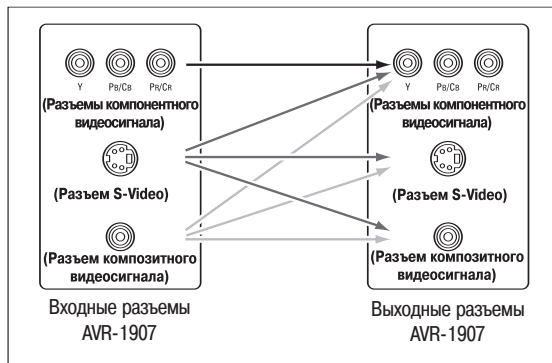 Y PB/CB PR/CR
(Разъемы компонентного
видеосигнала)
(Разъем S-Video)
(Разъем композитного
видеосигнала)
Входные разъемы
AVR-1907
Y PB/CB PR/CR
(Разъемы компонентного
видеосигнала)
(Разъем S-Video)
(Разъем композитного
видеосигнала)
Выходные разъемы
AVR-1907